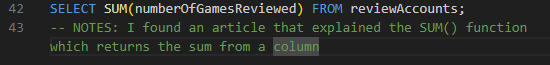 42 SELECT SUM(numberOfGamesReviewed) FROM reviewAccounts;
43 -- NOTES: I found an article that explained the SUM() function
which returns the sum from a column